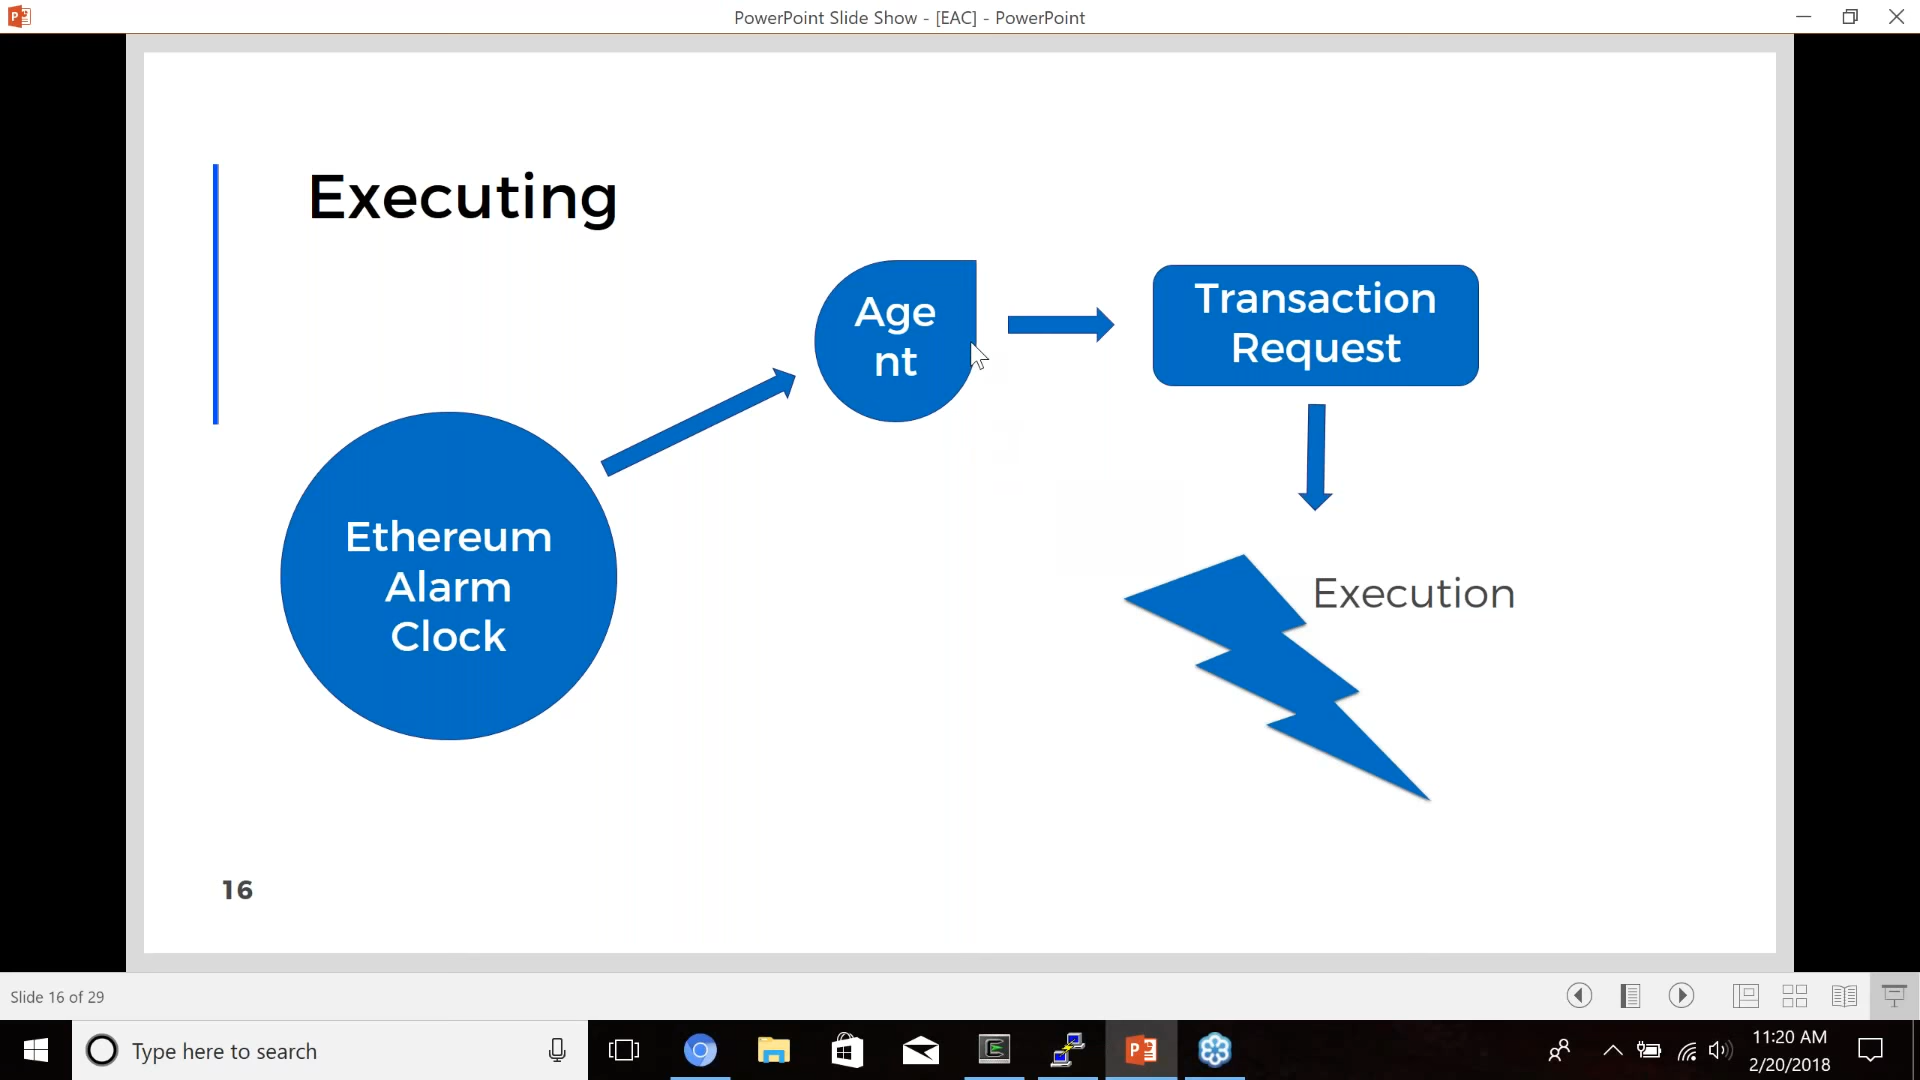 PowerPoint Slide Show - [EAC] - PowerPoint
Executing
Age
nt
Transaction
Request
Ethereum
Alarm
Clock
Execution
16
Slide 16 of 29
Type here to search
11:20 AM
2/20/2018